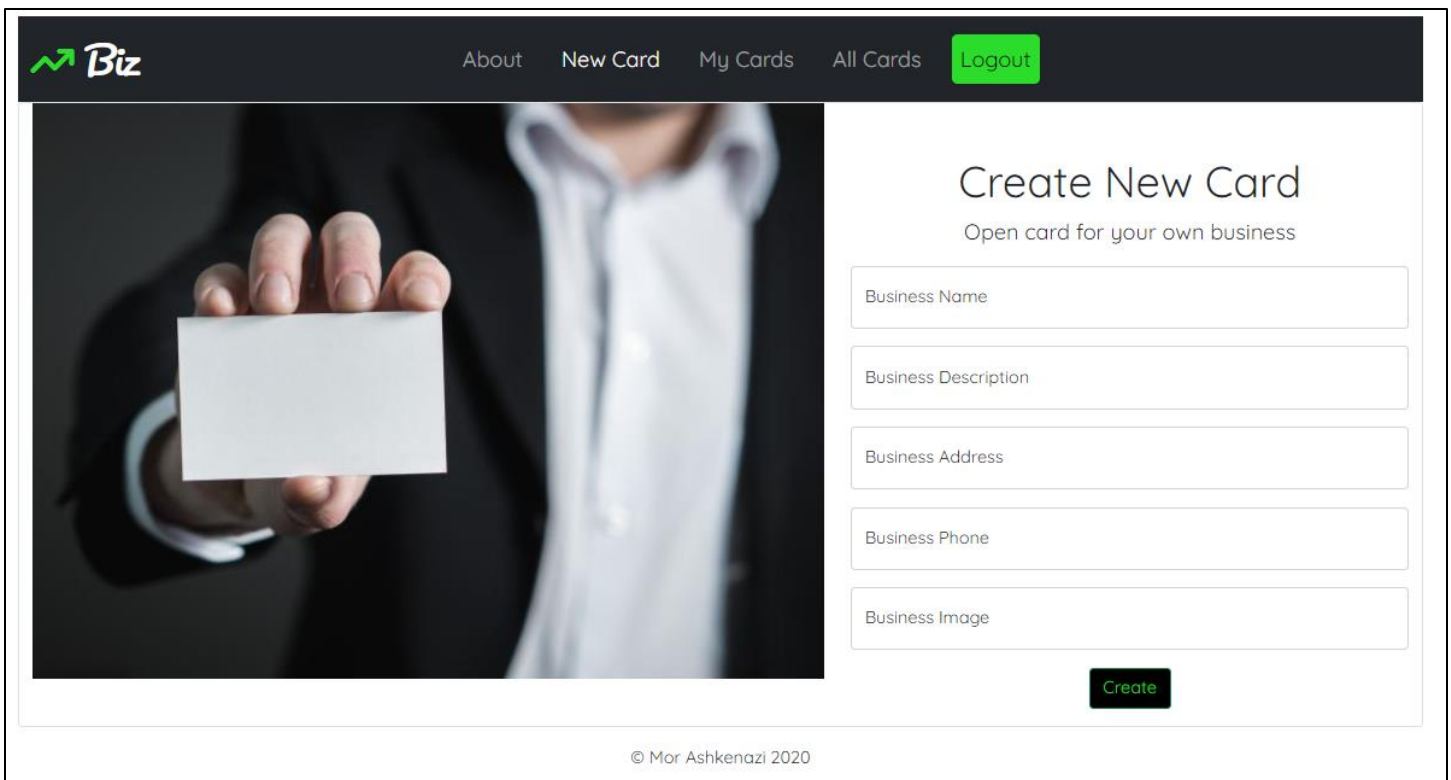 Biz
About New Card My Cards All Cards Logout
Create New Card
Open card for your own business
Business Name
Business Description
Business Address
Business Phone
Business Image
Create
© Mor Ashkenazi 2020